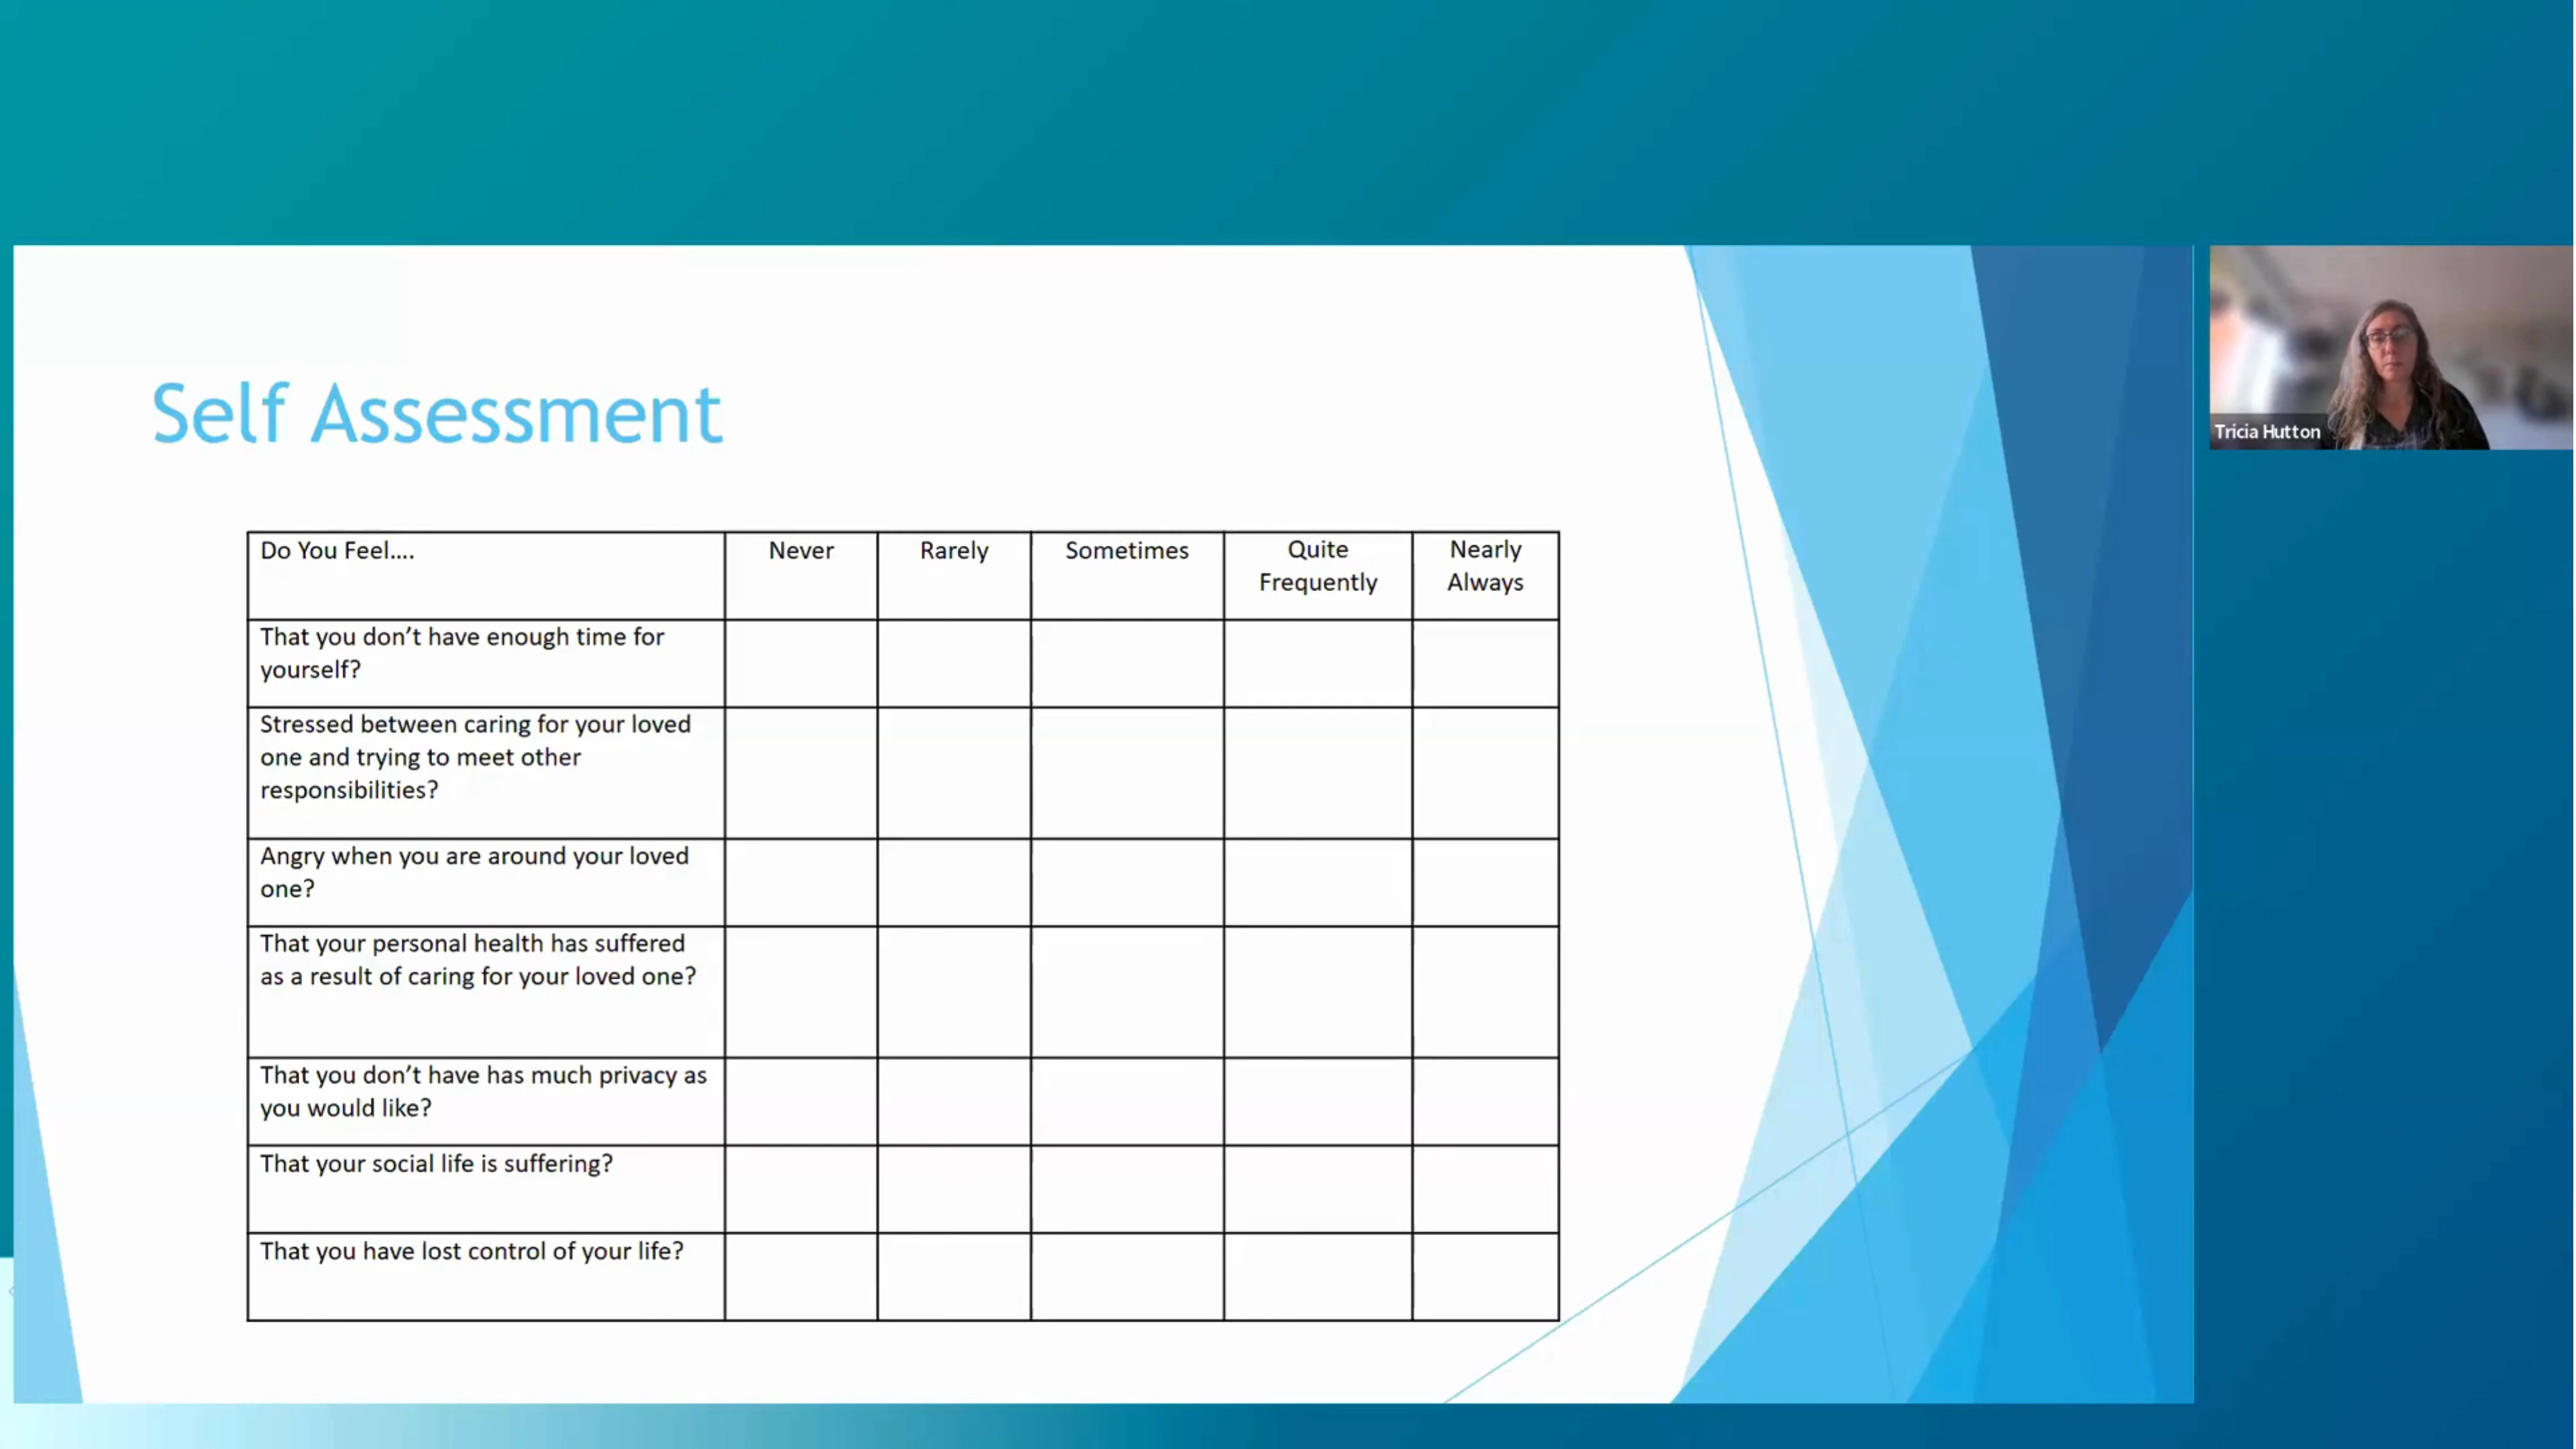 Self Assessment
Tricia Hutton
Do You Feel.... Never Rarely Sometimes Quite Frequently Nearly Always
That you don't have enough time for
yourself?
Stressed between caring for your loved
one and trying to meet other
responsibilities?
Angry when you are around your loved
one?
That your personal health has suffered
as a result of caring for your loved one?
That you don't have has much privacy as
you would like?
That your social life is suffering?
That you have lost control of your life?